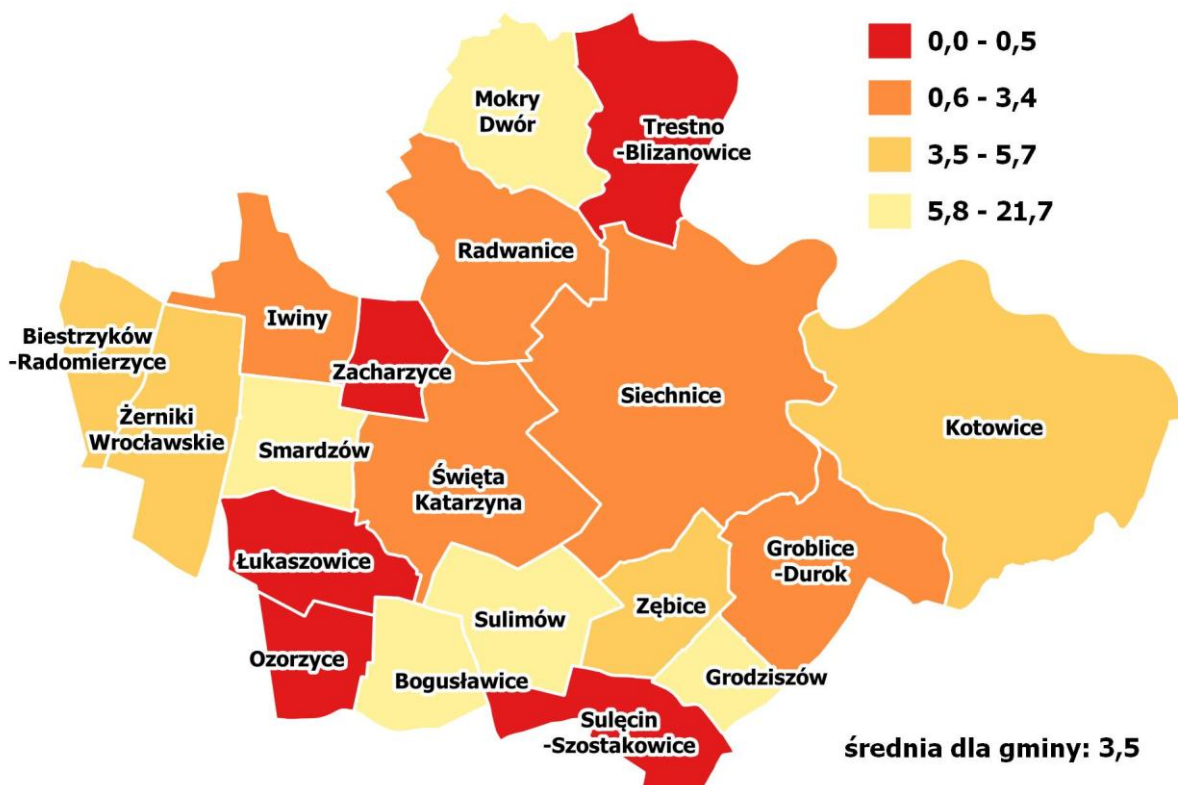 0,0 - 0,5
0,6 - 3,4
3,5 - 5,7
5,8 - 21,7
Mokry
Dwór
Trestno
-Blizanowice
Radwanice
Iwiny
Biestrzyków
-Radomierzyce
Zacharzyce
Siechnice
Żerniki
Wrocławskie
Smardzów
Kotowice
Święta
Katarzyna
Łukaszowice
Groblice
-Durok
Zębice
Sulimów
Ozorzyce
Bogusławice
Grodziszów
Sulęcin
-Szostakowice
średnia dla gminy: 3,5